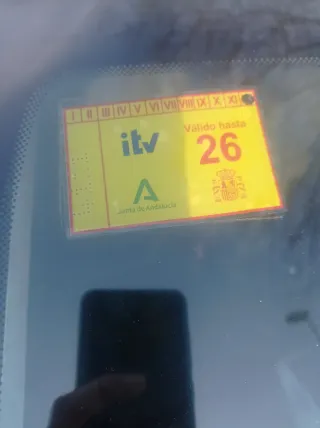 I II III IV V VI VII VIII IX X XI
itv
Válido hasta
26
Junta de Andalucía